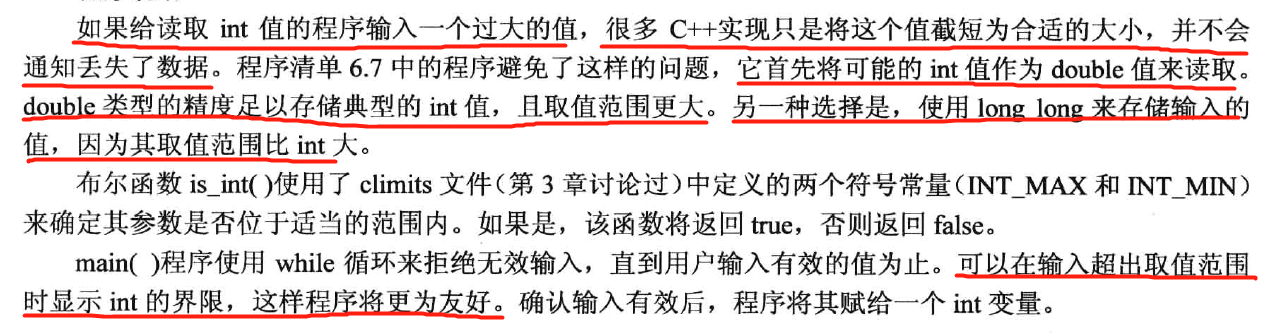 如果给读取 int 值的程序输入一个过大的值，很多 C++实现只是将这个值截短为合适的大小，并不会
通知丢失了数据。程序清单 6.7 中的程序避免了这样的问题，它首先将可能的 int 值作为 double 值来读取。
double 类型的精度足以存储典型的 int 值，且取值范围更大。另一种选择是，使用 long long 来存储输入的
值，因为其取值范围比 int 大。
布尔函数 is_int( )使用了 climits 文件（第 3 章讨论过）中定义的两个符号常量（INT_MAX 和 INT_MIN）
来确定其参数是否位于适当的范围内。如果是，该函数将返回 true，否则返回 false。
main( )程序使用 while 循环来拒绝无效输入，直到用户输入有效的值为止。可以在输入超出取值范围
时显示 int 的界限，这样程序将更为友好。确认输入有效后，程序将其赋给一个 int 变量。